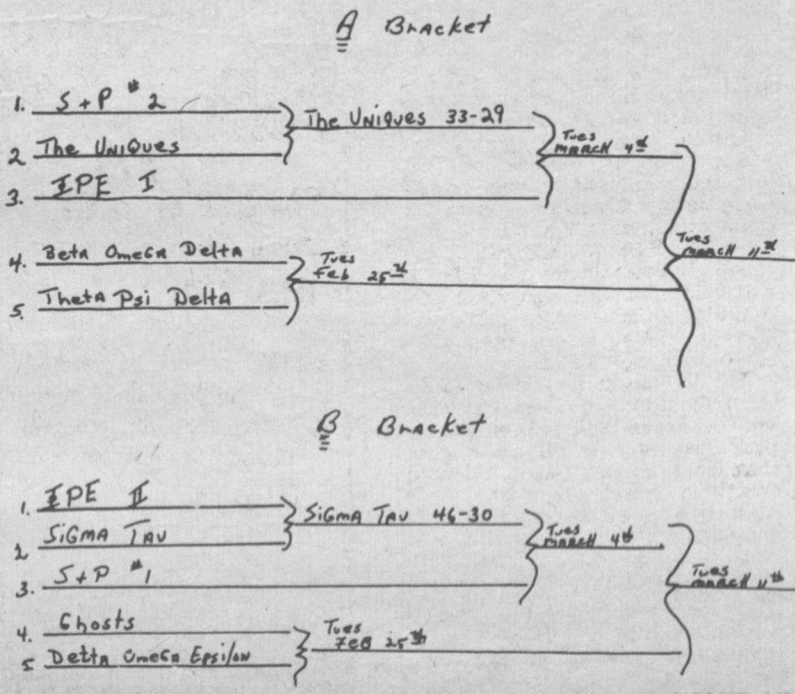 A Bracket
1. S + P # 2
The Uniques 33-29
2 The Uniques
Tues
March 4th
3. IPE I
Tues
March 11th
4. Beta Omega Delta
Tues
Feb 25th
5. Theta Psi Delta
B Bracket
1. IPE II
Sigma Tau 46-30
2 Sigma Tau
Tues
March 4th
3. S + P # 1
Tues
March 11th
4. Ghosts
Tues
Feb 25th
5. Delta Omega Epsilon